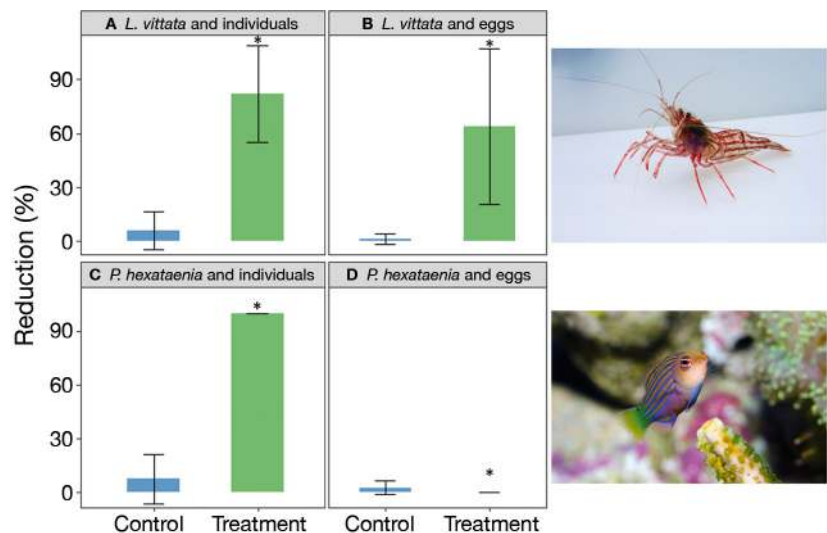 A L. vittata and individuals
B L. vittata and eggs
Reduction (%)
90
60
30
0
*
*
C P. hexataenia and individuals
D P. hexataenia and eggs
90
60
30
0
*
*
Control
Treatment
Control
Treatment